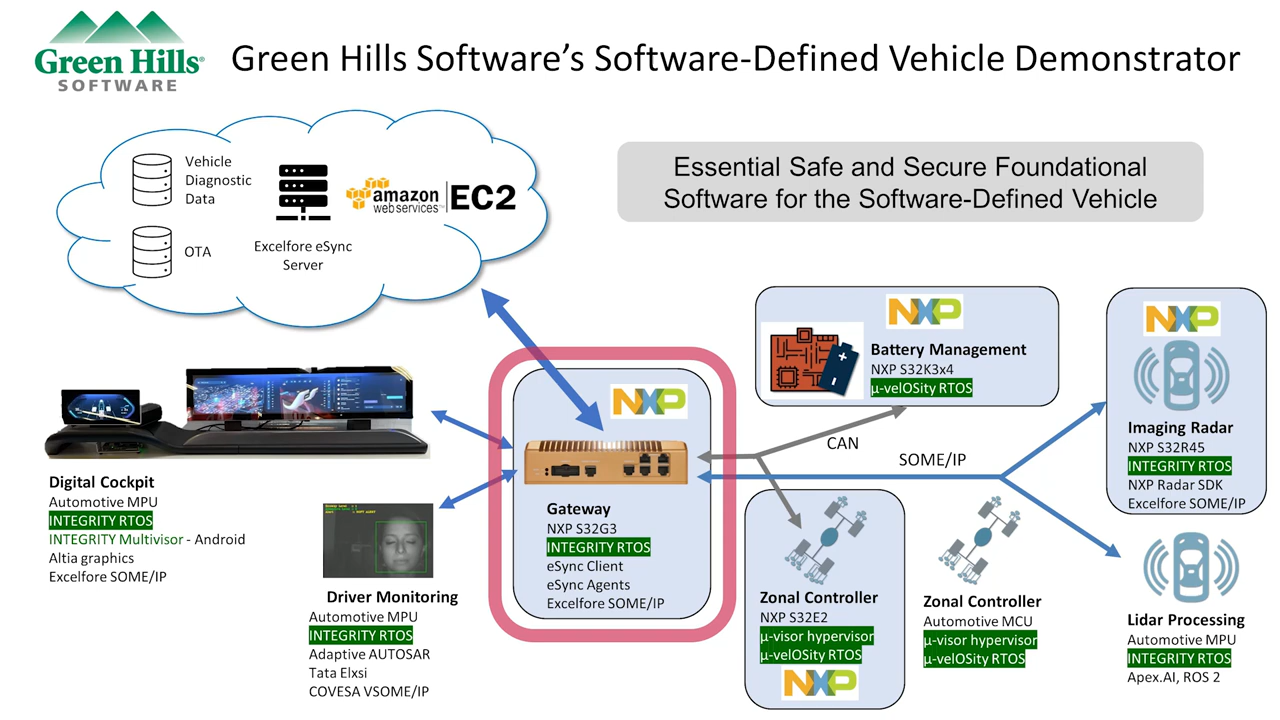 Green Hills®
SOFTWARE
Green Hills Software's Software-Defined Vehicle Demonstrator
Vehicle
Diagnostic
Data
OTA
Excelfore eSync
Server
amazon
web services™
EC2
Essential Safe and Secure Foundational
Software for the Software-Defined Vehicle
Digital Cockpit
Automotive MPU
INTEGRITY RTOS
INTEGRITY Multivisor - Android
Altia graphics
Excelfore SOME/IP
Driver Monitoring
Automotive MPU
INTEGRITY RTOS
Adaptive AUTOSAR
Tata Elxsi
COVESA VSOME/IP
NXP
Gateway
NXP S32G3
INTEGRITY RTOS
eSync Client
eSync Agents
Excelfore SOME/IP
NXP
Battery Management
NXP S32K3x4
μ-velOSity RTOS
CAN
SOME/IP
Zonal Controller
NXP S32E2
μ-visor hypervisor
μ-velOSity RTOS
NXP
Zonal Controller
Automotive MCU
μ-visor hypervisor
μ-velOSity RTOS
NXP
Imaging Radar
NXP S32R45
INTEGRITY RTOS
NXP Radar SDK
Excelfore SOME/IP
Lidar Processing
Automotive MPU
INTEGRITY RTOS
Apex.AI, ROS 2